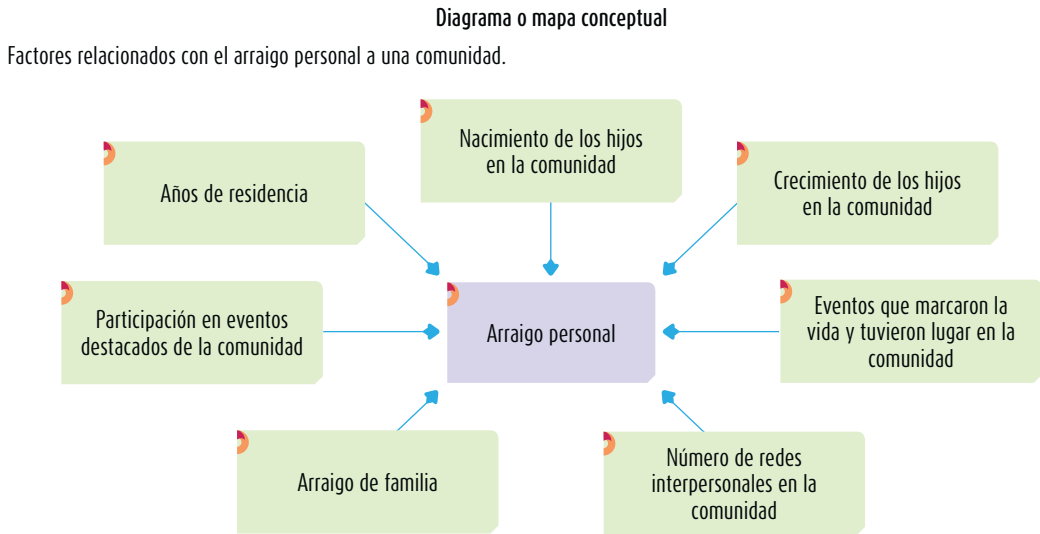 Diagrama o mapa conceptual
Factores relacionados con el arraigo personal a una comunidad.
Nacimiento de los hijos
en la comunidad
Años de residencia
Crecimiento de los hijos
en la comunidad
Participación en eventos
destacados de la comunidad
Arraigo personal
Eventos que marcaron la
vida y tuvieron lugar en la
comunidad
Arraigo de familia
Número de redes
interpersonales en la
comunidad